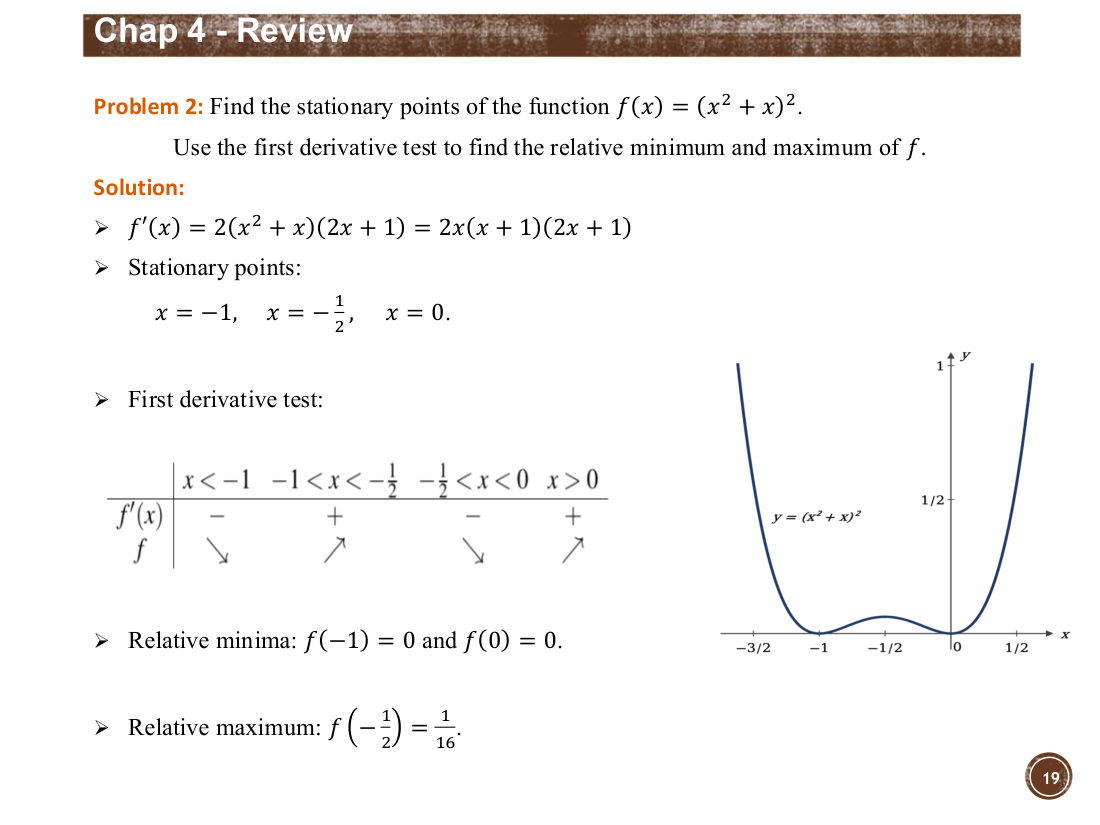 Chap 4 - Review
Problem 2: Find the stationary points of the function f(x) = (x² + x)².
Use the first derivative test to find the relative minimum and maximum of f.
Solution:
➢ f′(x) = 2(x² + x)(2x + 1) = 2x(x + 1)(2x + 1)
➢ Stationary points:
x = −1, x = −1/2, x = 0.
➢ First derivative test:
x < −1 −1 < x < −1/2 −1/2 < x < 0 x > 0
f′(x) − + − +
f ↘ ↗ ↘ ↗
➢ Relative minima: f(−1) = 0 and f(0) = 0.
➢ Relative maximum: f(−1/2) = 1/16.
y
1
1/2
y = (x² + x)²
x
−3/2 −1 −1/2 0 1/2
19